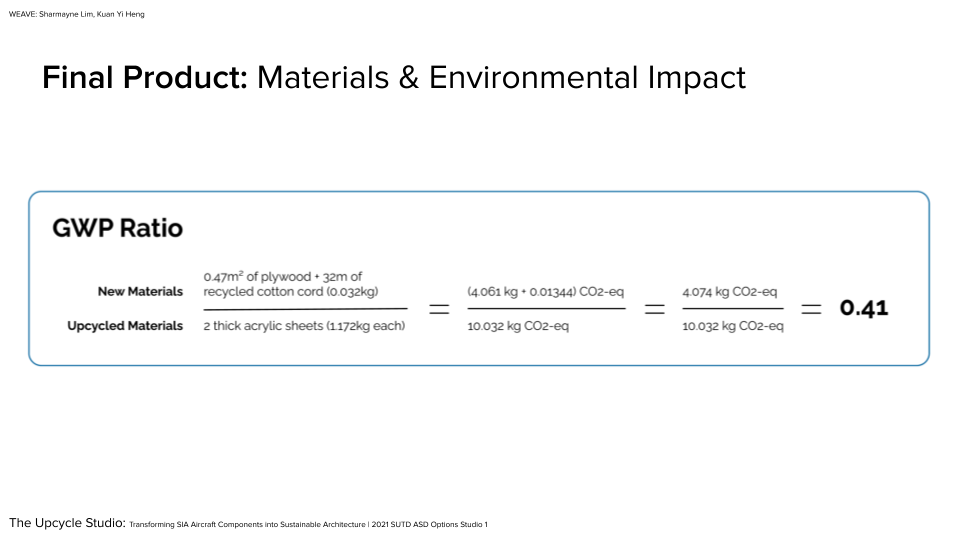 WEAVE: Sharmayne Lim, Kuan Yi Heng
Final Product: Materials & Environmental Impact
GWP Ratio
New Materials
0.47m² of plywood + 32m of
recycled cotton cord (0.032kg)
Upcycled Materials
2 thick acrylic sheets (1.172kg each)
=
(4.061 kg + 0.01344) CO2-eq
10.032 kg CO2-eq
=
4.074 kg CO2-eq
10.032 kg CO2-eq
=
0.41
The Upcycle Studio: Transforming SIA Aircraft Components into Sustainable Architecture | 2021 SUTD ASD Options Studio 1